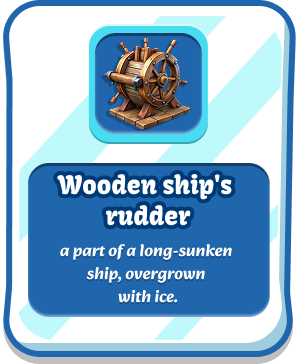 Wooden ship's
rudder
a part of a long-sunken
ship, overgrown
with ice.